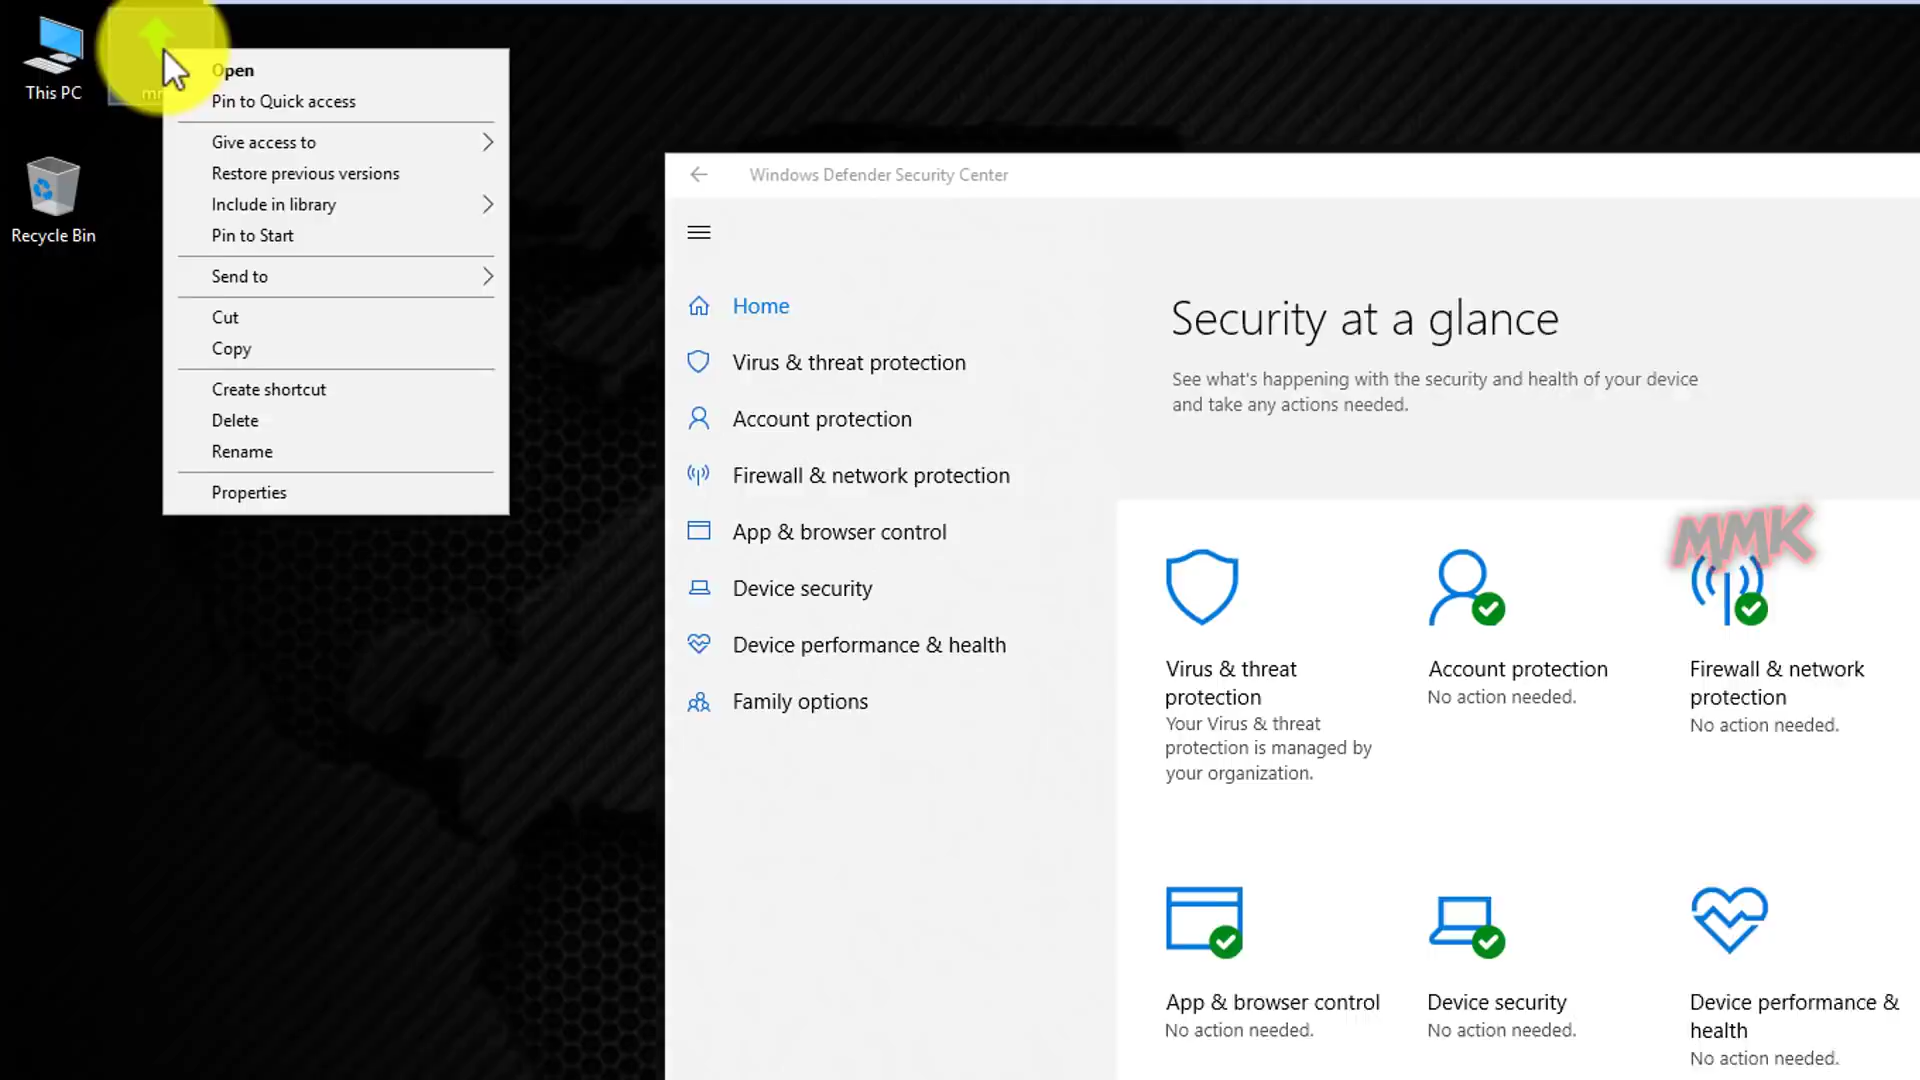 This PC
Recycle Bin
Open
Pin to Quick access
Give access to
Restore previous versions
Include in library
Pin to Start
Send to
Cut
Copy
Create shortcut
Delete
Rename
Properties
Windows Defender Security Center
Home
Virus & threat protection
Account protection
Firewall & network protection
App & browser control
Device security
Device performance & health
Family options
Security at a glance
See what's happening with the security and health of your device
and take any actions needed.
MMK
Virus & threat
protection
Your Virus & threat
protection is managed by
your organization.
Account protection
No action needed.
Firewall & network
protection
No action needed.
App & browser control
No action needed.
Device security
No action needed.
Device performance &
health
No action needed.